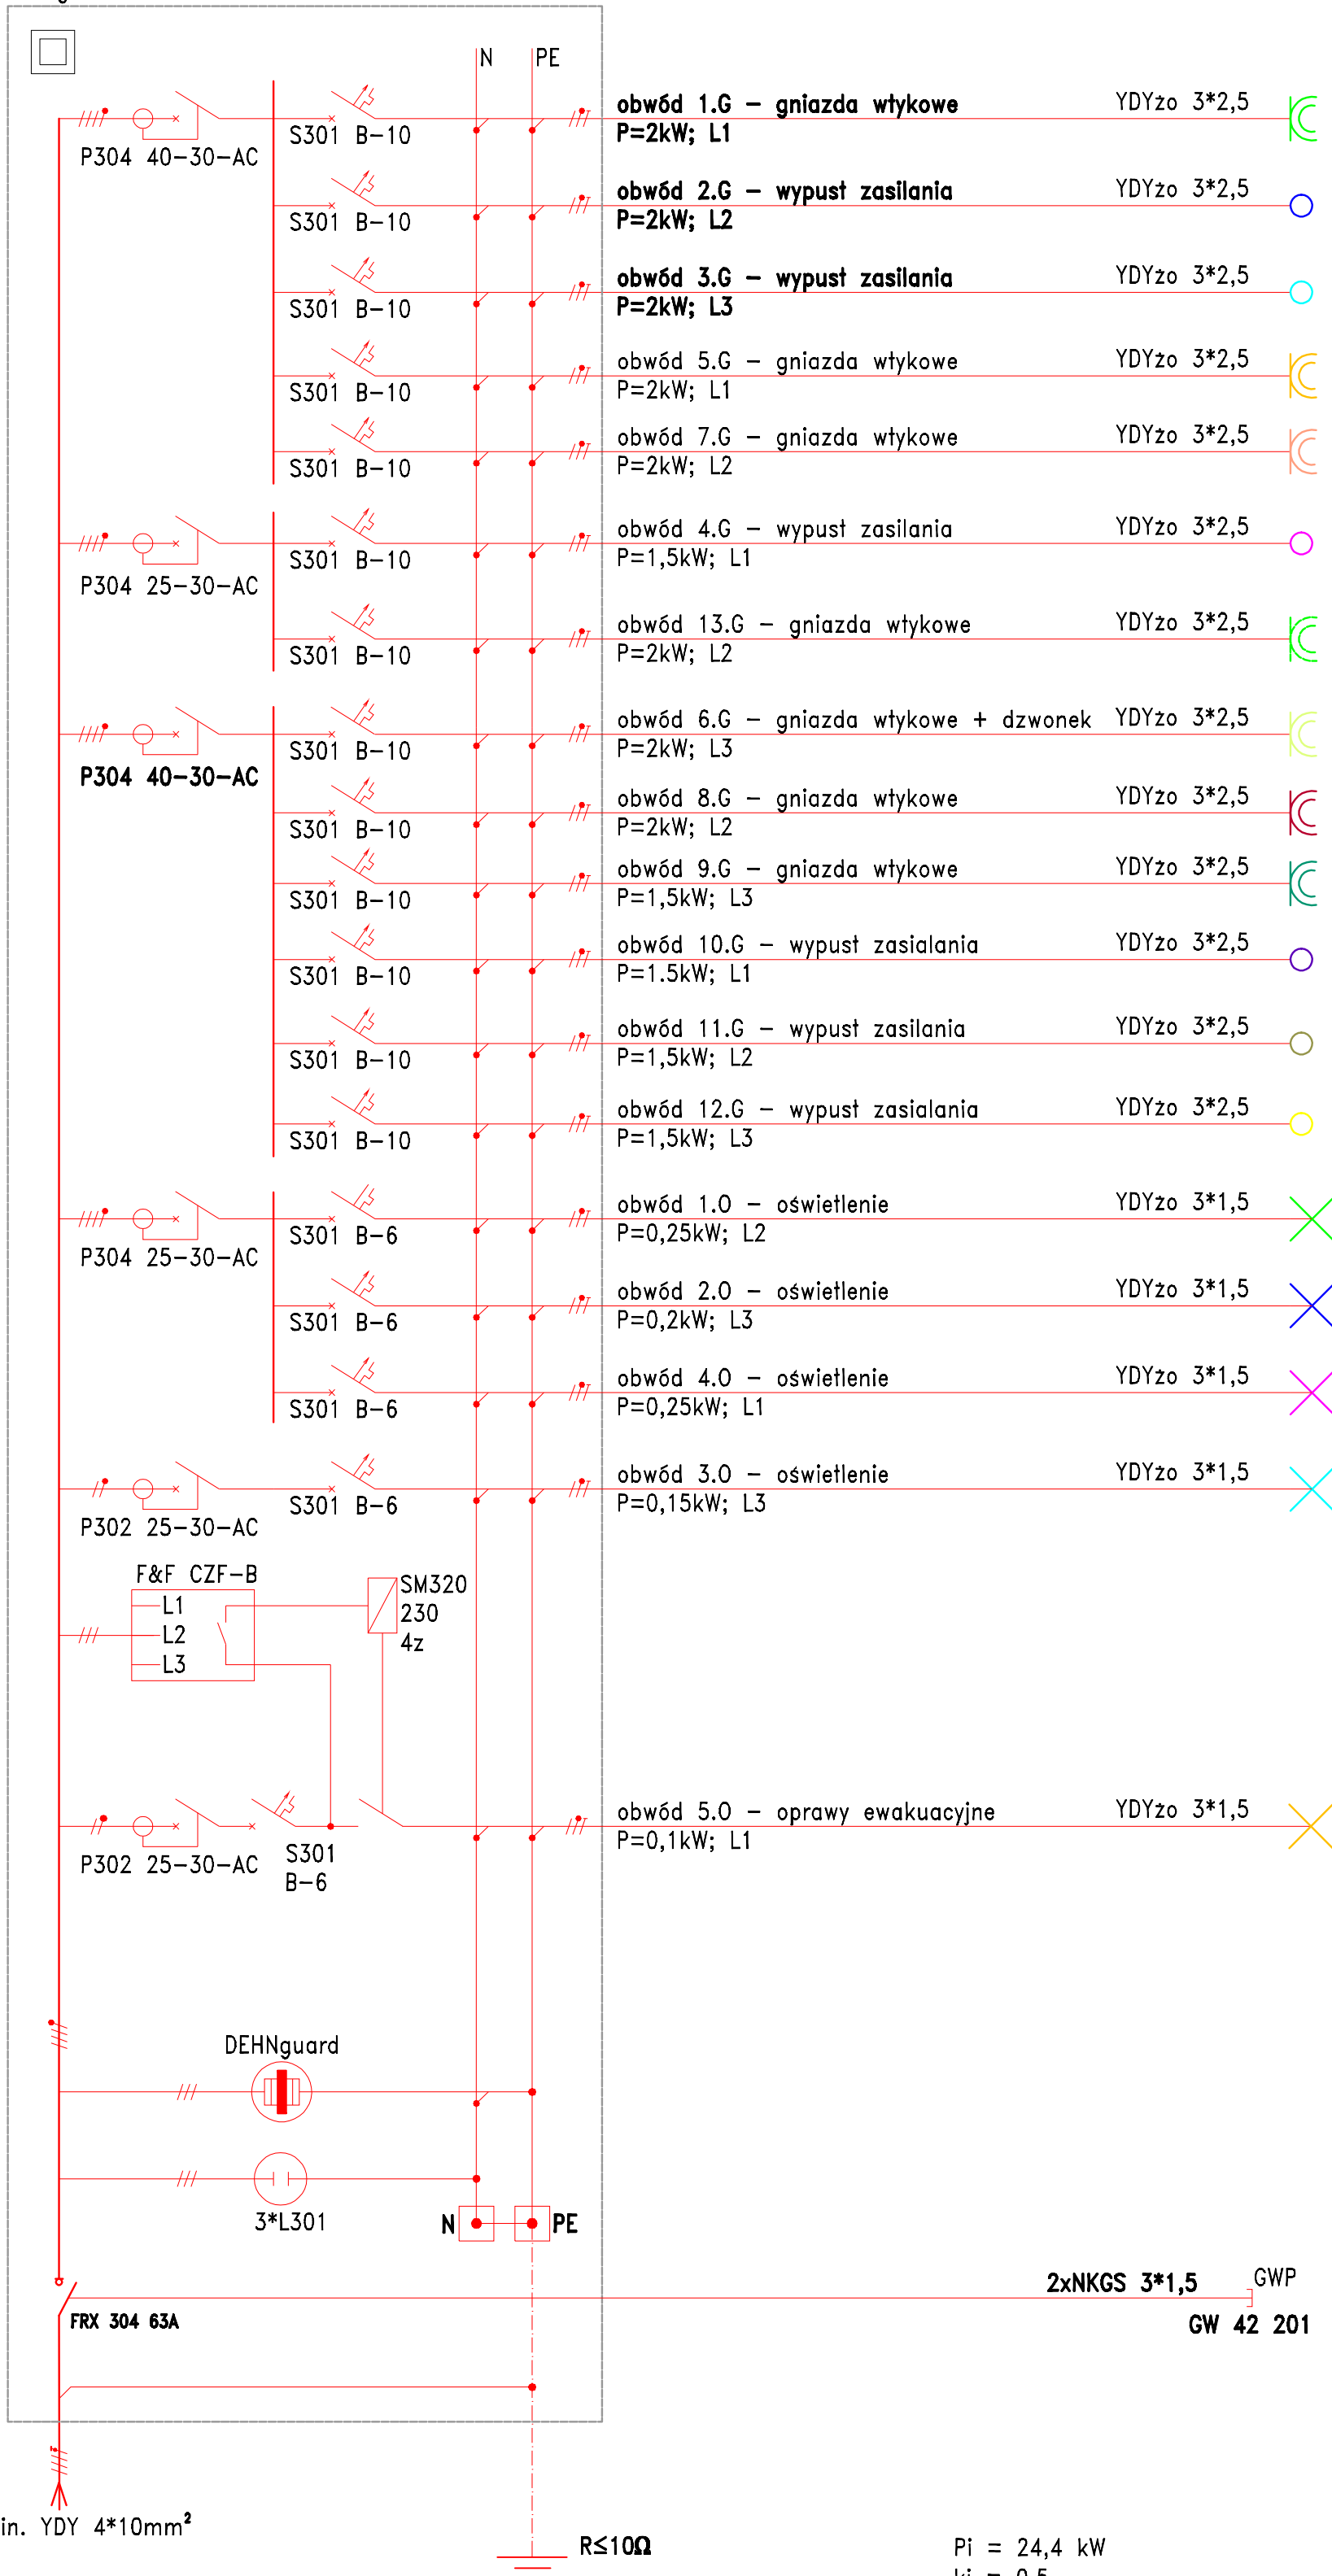 N PE
obwód 1.G – gniazda wtykowe YDYżo 3*2,5
P304 40–30–AC S301 B–10 P=2kW; L1
obwód 2.G – wypust zasilania YDYżo 3*2,5
S301 B–10 P=2kW; L2
obwód 3.G – wypust zasilania YDYżo 3*2,5
S301 B–10 P=2kW; L3
obwód 5.G – gniazda wtykowe YDYżo 3*2,5
S301 B–10 P=2kW; L1
obwód 7.G – gniazda wtykowe YDYżo 3*2,5
S301 B–10 P=2kW; L2
obwód 4.G – wypust zasilania YDYżo 3*2,5
P304 25–30–AC S301 B–10 P=1,5kW; L1
obwód 13.G – gniazda wtykowe YDYżo 3*2,5
S301 B–10 P=2kW; L2
obwód 6.G – gniazda wtykowe + dzwonek YDYżo 3*2,5
P304 40–30–AC S301 B–10 P=2kW; L3
obwód 8.G – gniazda wtykowe YDYżo 3*2,5
S301 B–10 P=2kW; L2
obwód 9.G – gniazda wtykowe YDYżo 3*2,5
S301 B–10 P=1,5kW; L3
obwód 10.G – wypust zasialania YDYżo 3*2,5
S301 B–10 P=1.5kW; L1
obwód 11.G – wypust zasilania YDYżo 3*2,5
S301 B–10 P=1,5kW; L2
obwód 12.G – wypust zasialania YDYżo 3*2,5
S301 B–10 P=1,5kW; L3
obwód 1.O – oświetlenie YDYżo 3*1,5
P304 25–30–AC S301 B–6 P=0,25kW; L2
obwód 2.O – oświetlenie YDYżo 3*1,5
S301 B–6 P=0,2kW; L3
obwód 4.O – oświetlenie YDYżo 3*1,5
S301 B–6 P=0,25kW; L1
obwód 3.O – oświetlenie YDYżo 3*1,5
P302 25–30–AC S301 B–6 P=0,15kW; L3
F&F CZF–B
L1
L2
L3
SM320
230
4z
obwód 5.O – oprawy ewakuacyjne YDYżo 3*1,5
P302 25–30–AC S301 P=0,1kW; L1
B–6
DEHNguard
3*L301
N PE
2xNKGS 3*1,5 GWP
FRX 304 63A GW 42 201
in. YDY 4*10mm²
R≤10Ω
Pi = 24,4 kW